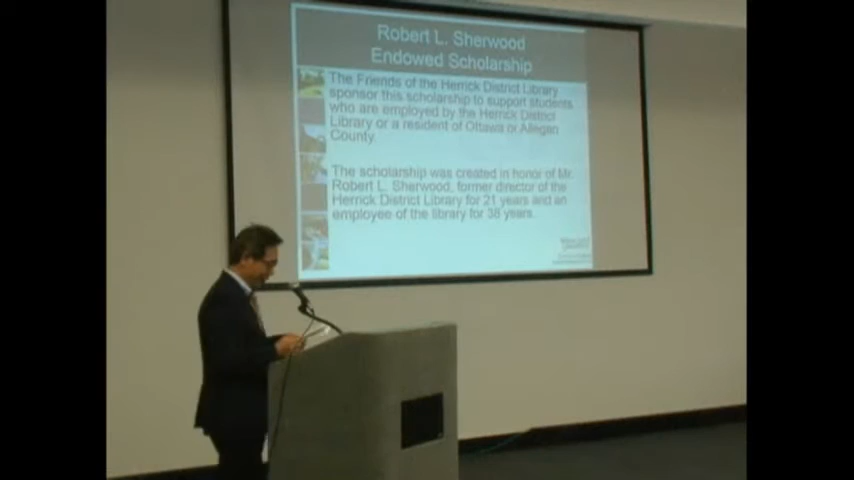 Robert L. Sherwood
Endowed Scholarship
The Friends of the Herrick District Library
sponsor this scholarship to support students
who are employed by the Herrick District
Library or a resident of Ottawa or Allegan
County.
The scholarship was created in honor of Mr.
Robert L. Sherwood, former director of the
Herrick District Library for 21 years and an
employee of the library for 38 years.